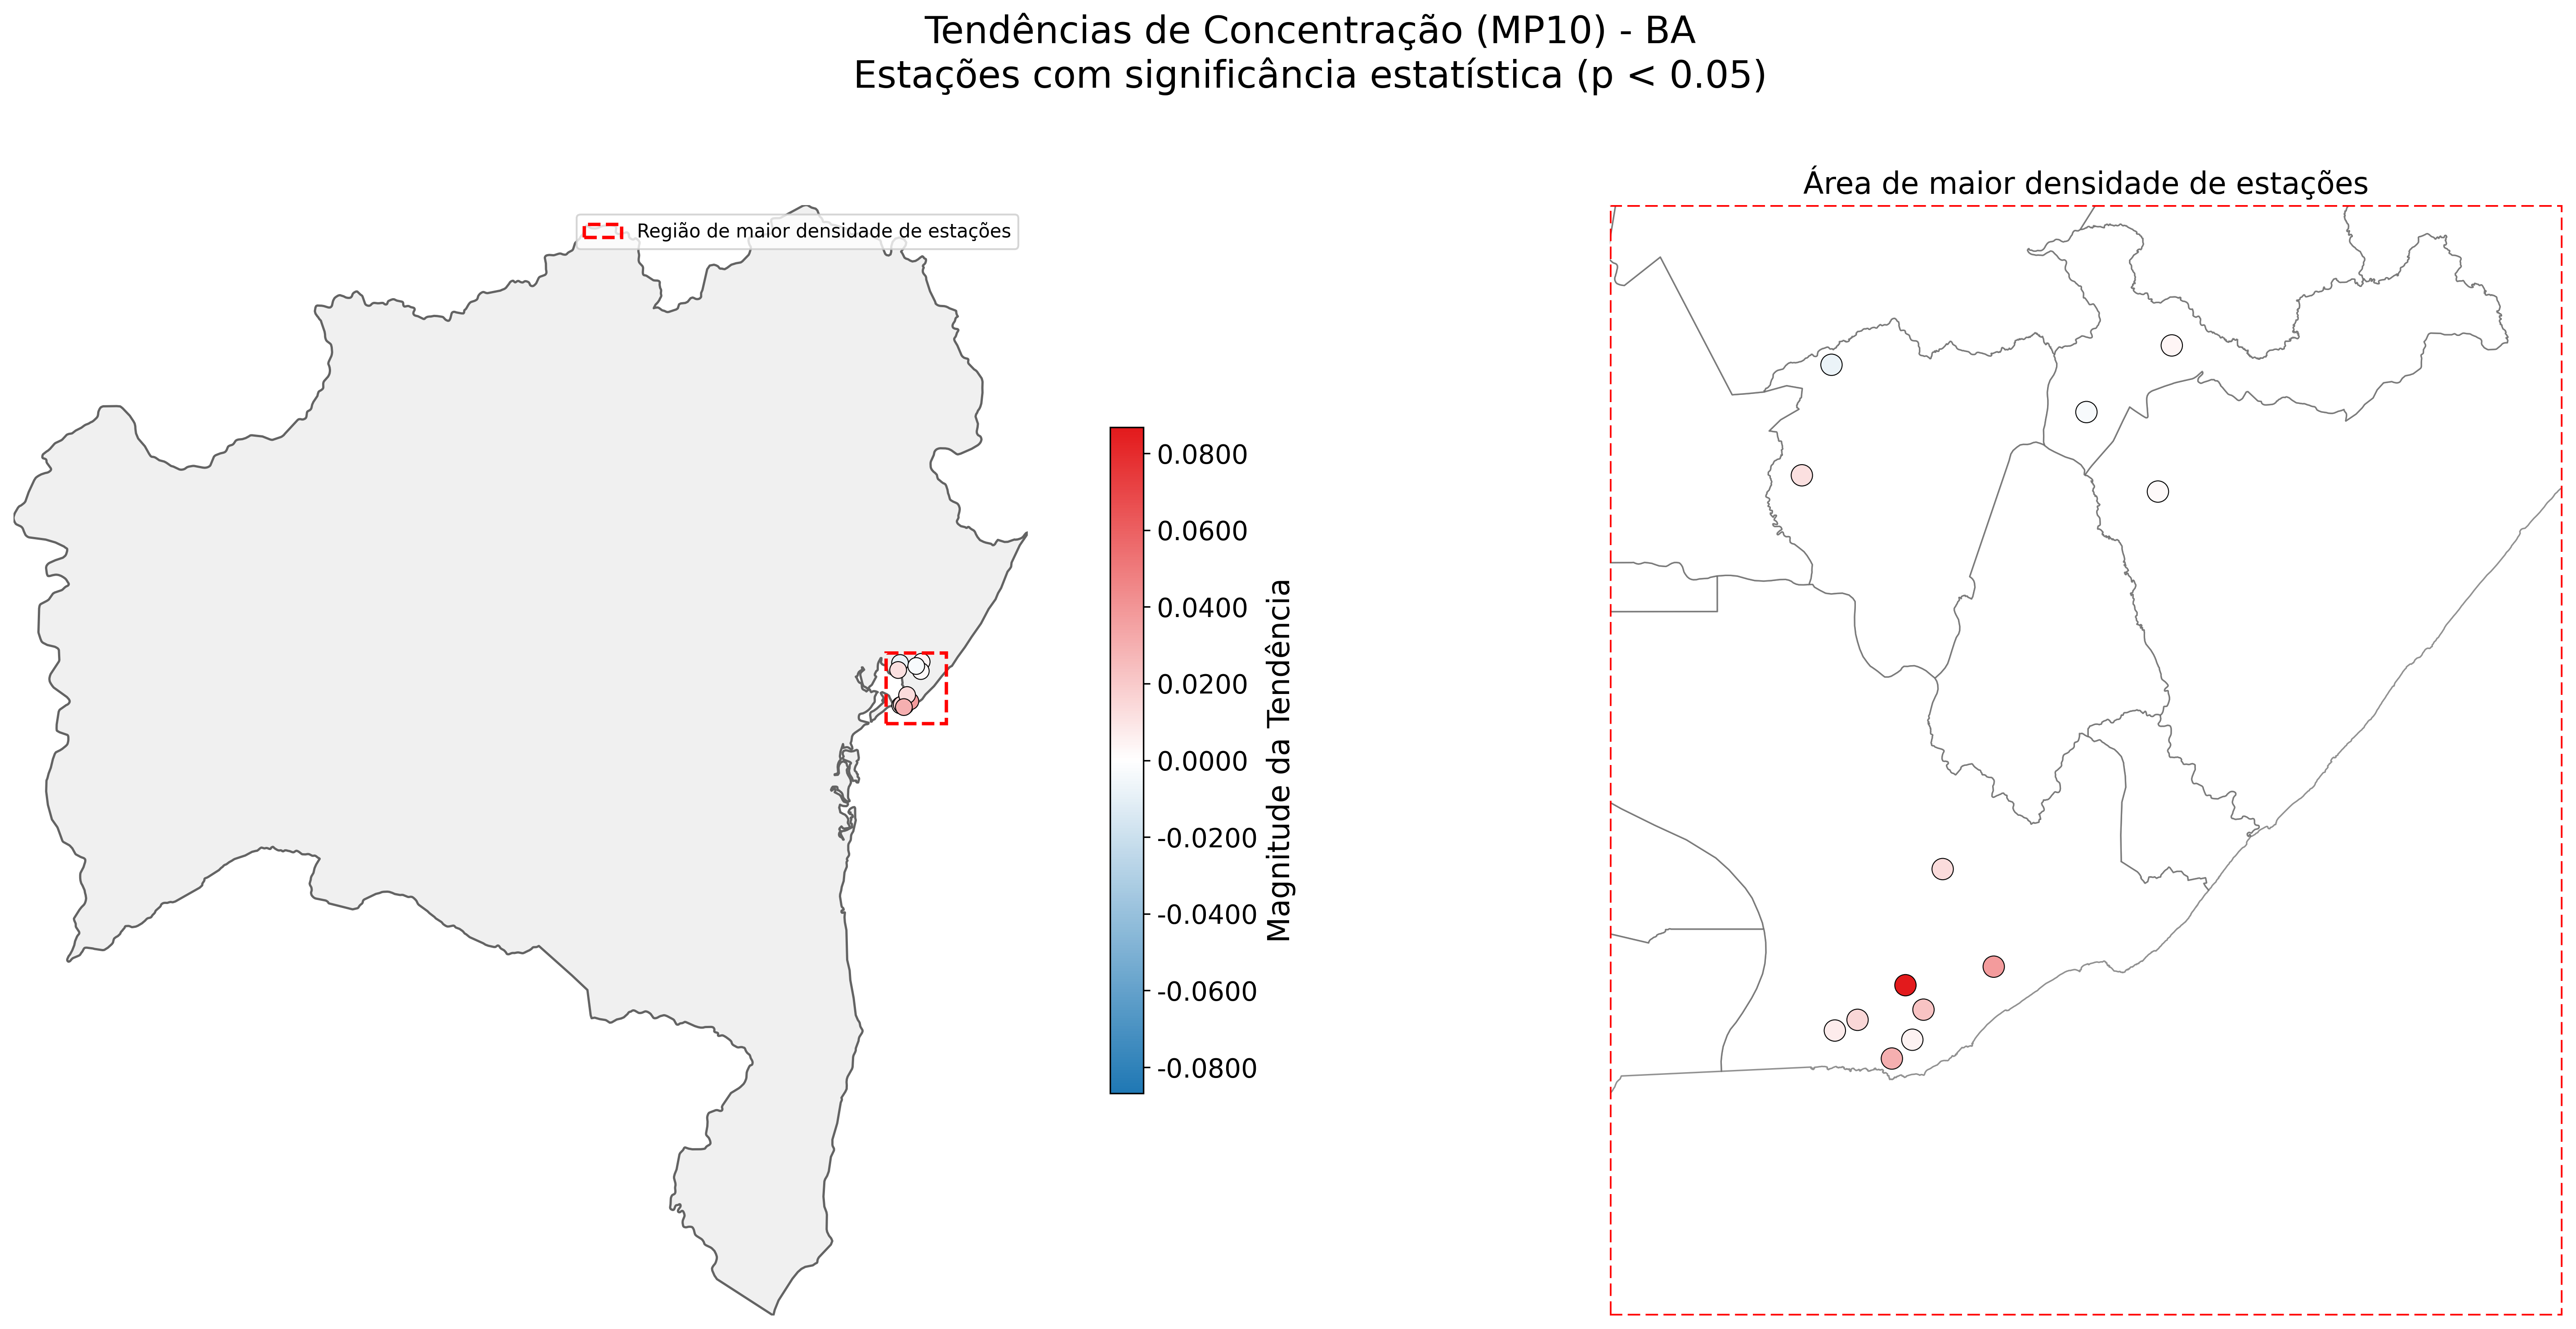 Tendências de Concentração (MP10) - BA
Estações com significância estatística (p < 0.05)
Região de maior densidade de estações
Área de maior densidade de estações
0.0800
0.0600
0.0400
0.0200
0.0000
-0.0200
-0.0400
-0.0600
-0.0800
Magnitude da Tendência